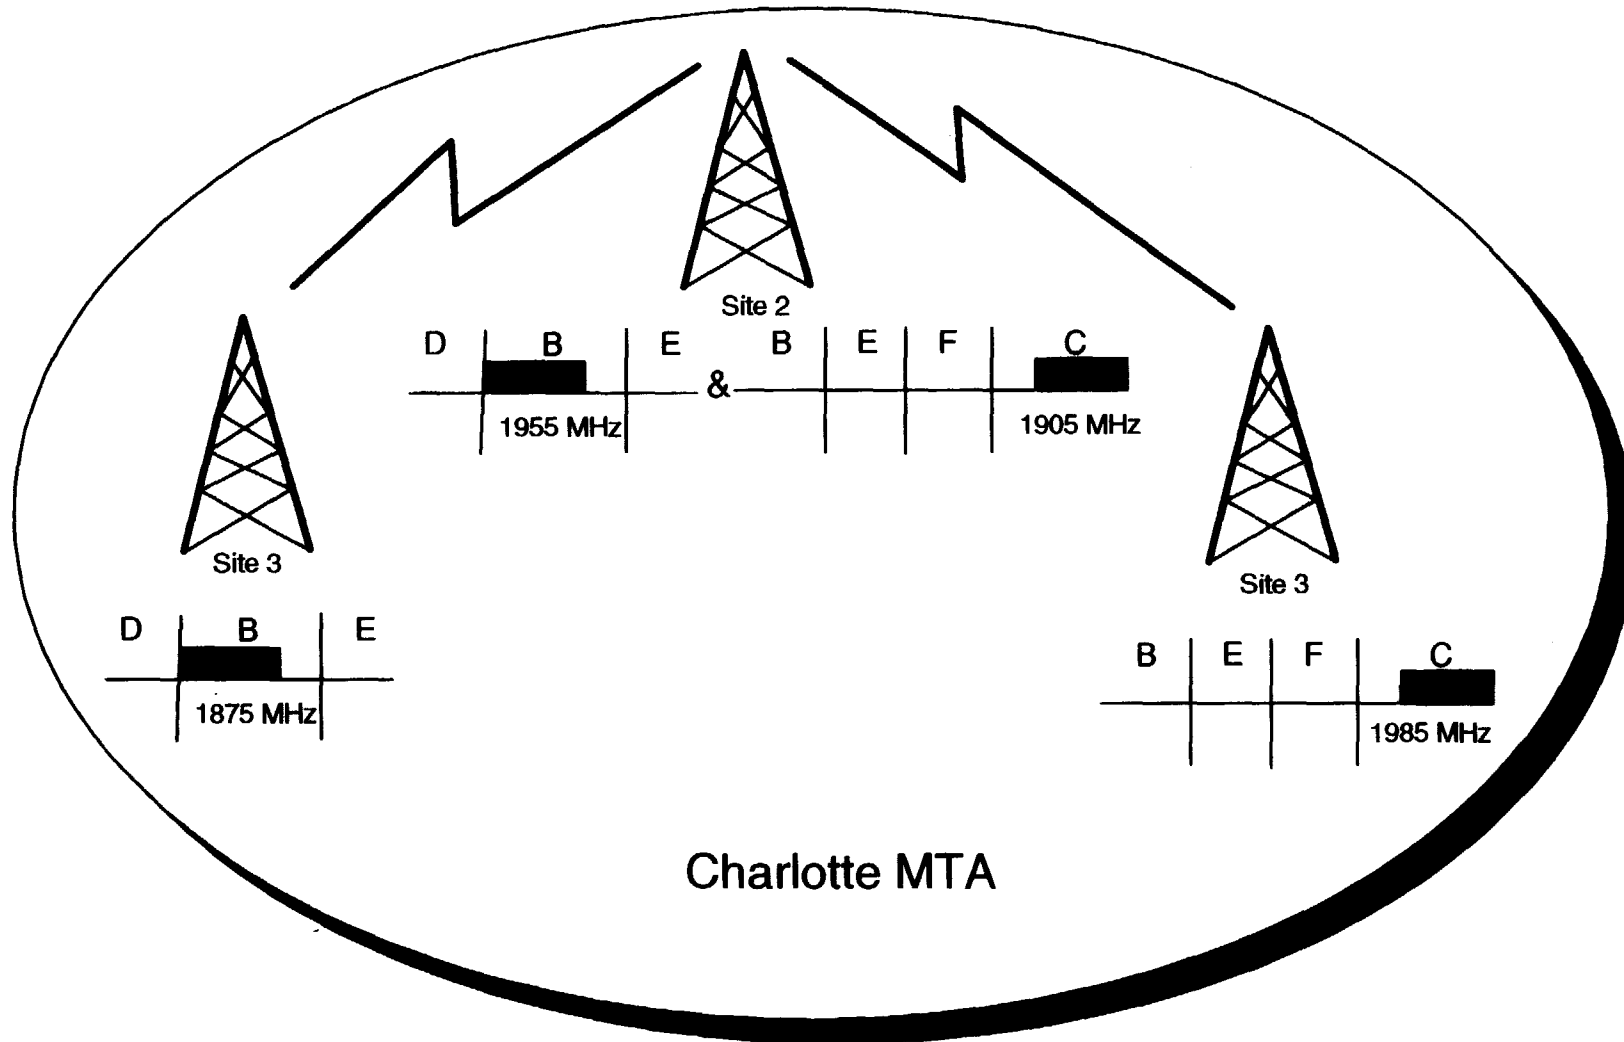 Site 2
D B E & B E F C
1955 MHz 1905 MHz
Site 3
D B E
1875 MHz
Site 3
B E F C
1985 MHz
Charlotte MTA